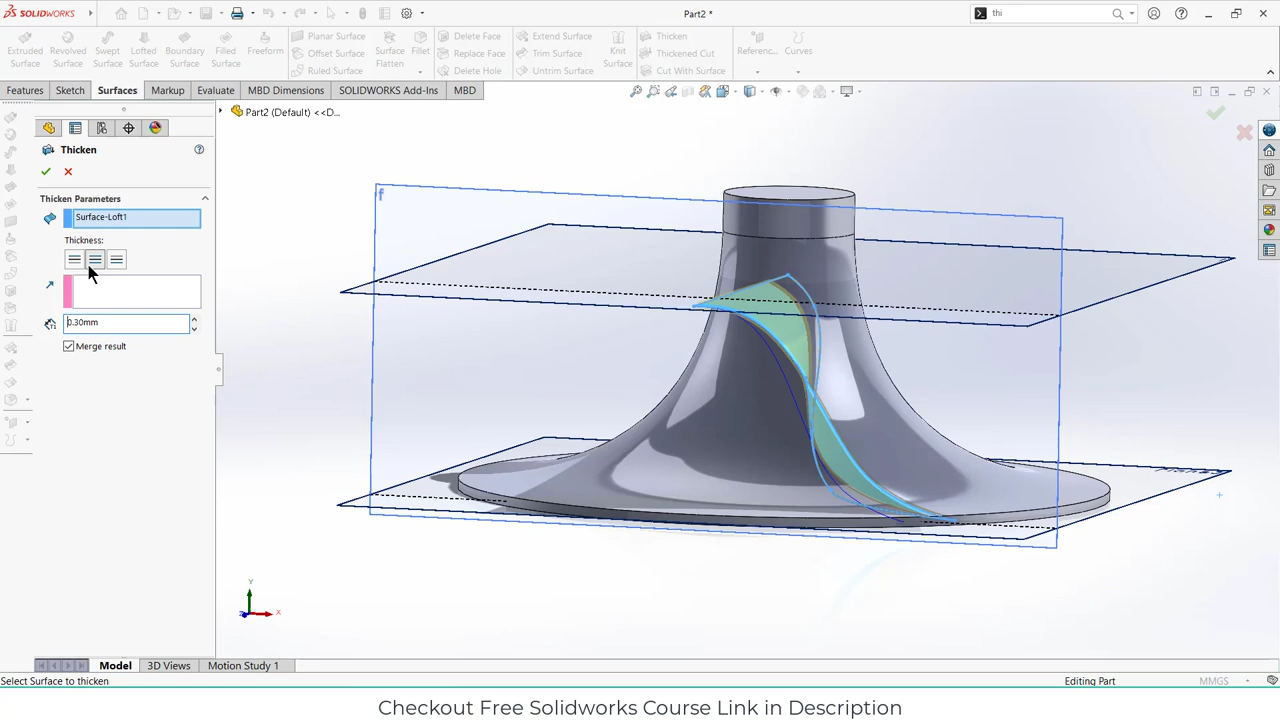 SOLIDWORKS
Part2 *
thi
Extruded Surface
Revolved Surface
Swept Surface
Lofted Surface
Boundary Surface
Filled Surface
Freeform
Planar Surface
Offset Surface
Ruled Surface
Surface Flatten
Fillet
Delete Face
Replace Face
Delete Hole
Extend Surface
Trim Surface
Untrim Surface
Knit Surface
Thicken
Thickened Cut
Cut With Surface
Referenc...
Curves
Features
Sketch
Surfaces
Markup
Evaluate
MBD Dimensions
SOLIDWORKS Add-Ins
MBD
Part2 (Default) <<D...
Thicken
Thicken Parameters
Surface-Loft1
Thickness:
0.30mm
Merge result
f
Y
X
Z
Model
3D Views
Motion Study 1
Select Surface to thicken
Editing Part
MMGS
Checkout Free Solidworks Course Link in Description